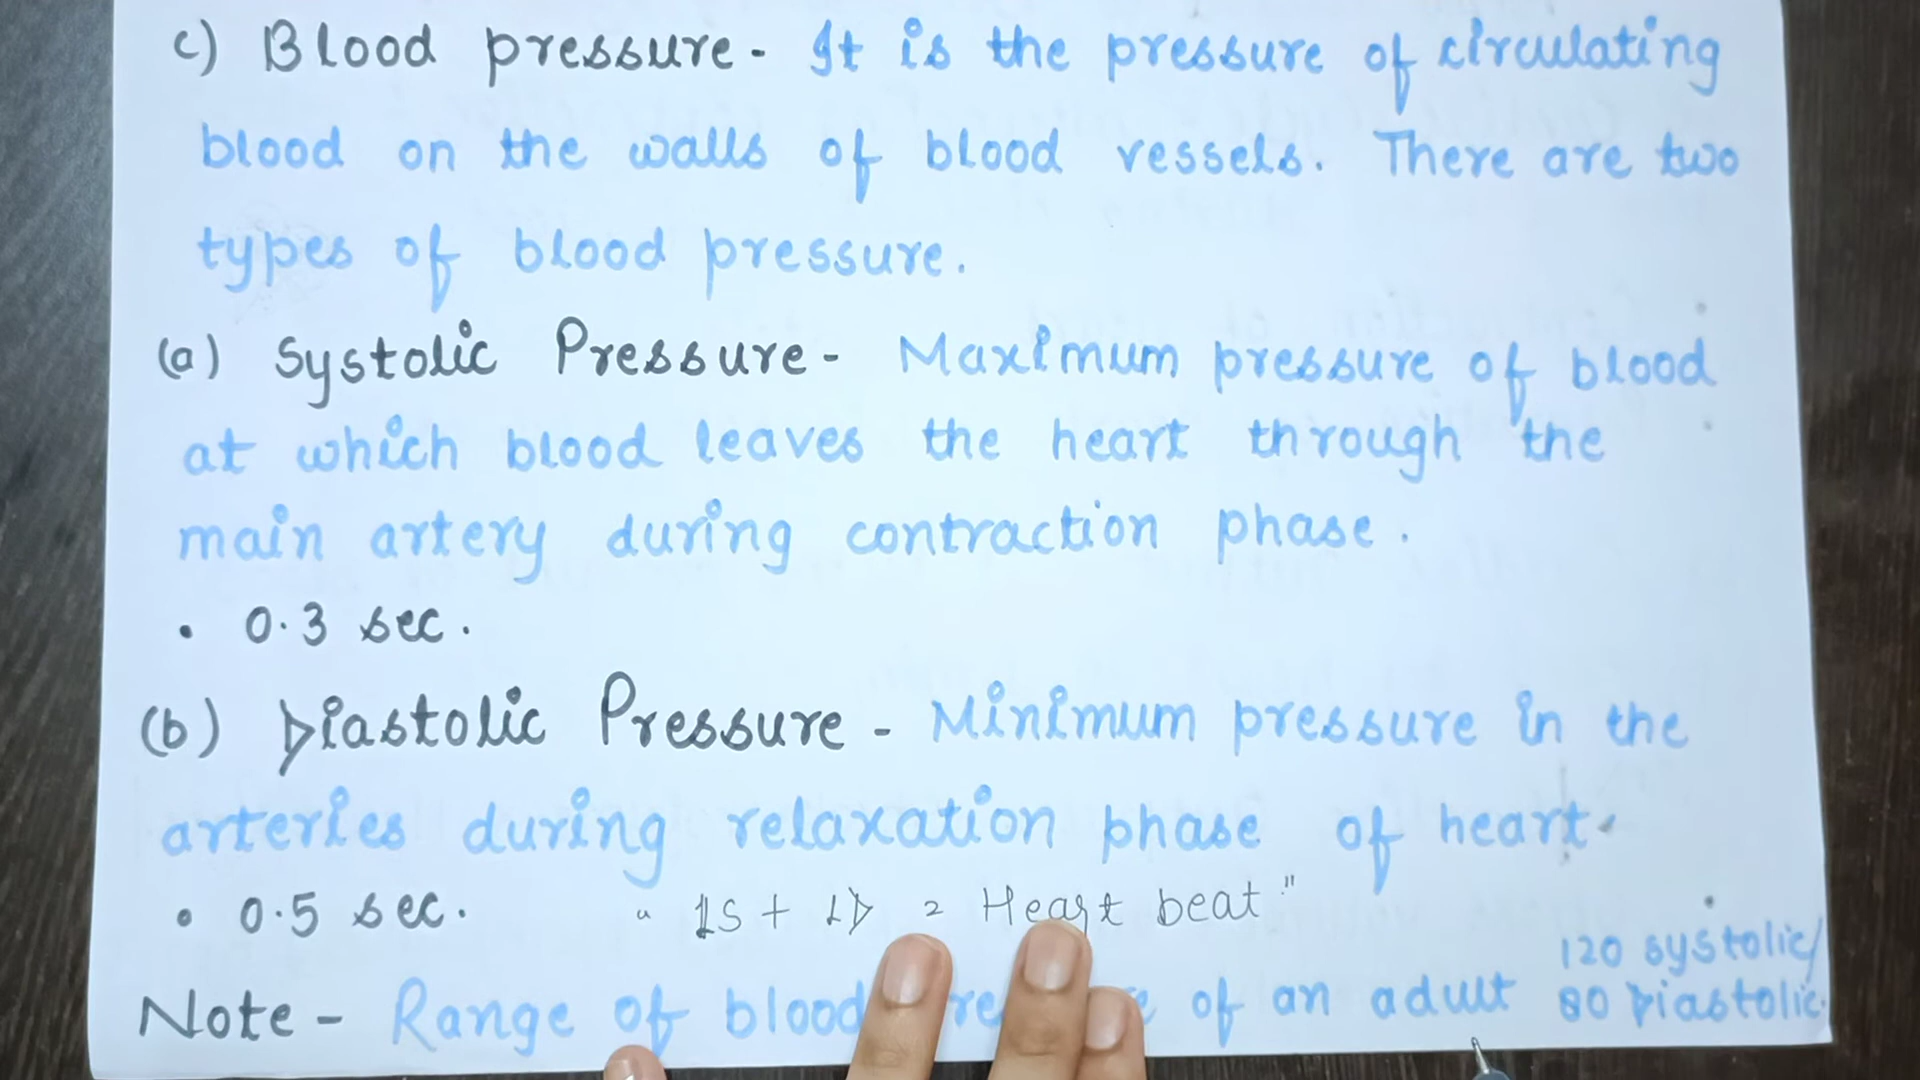 c) Blood pressure - It is the pressure of circulating
blood on the walls of blood vessels. There are two
types of blood pressure.
(a) Systolic Pressure - Maximum pressure of blood
at which blood leaves the heart through the
main artery during contraction phase.
• 0.3 sec.
(b) Diastolic Pressure - Minimum pressure in the
arteries during relaxation phase of heart.
• 0.5 sec. " 1S + 1D = Heart beat "
120 systolic/
Note - Range of blood of an adult 80 Diastolic.